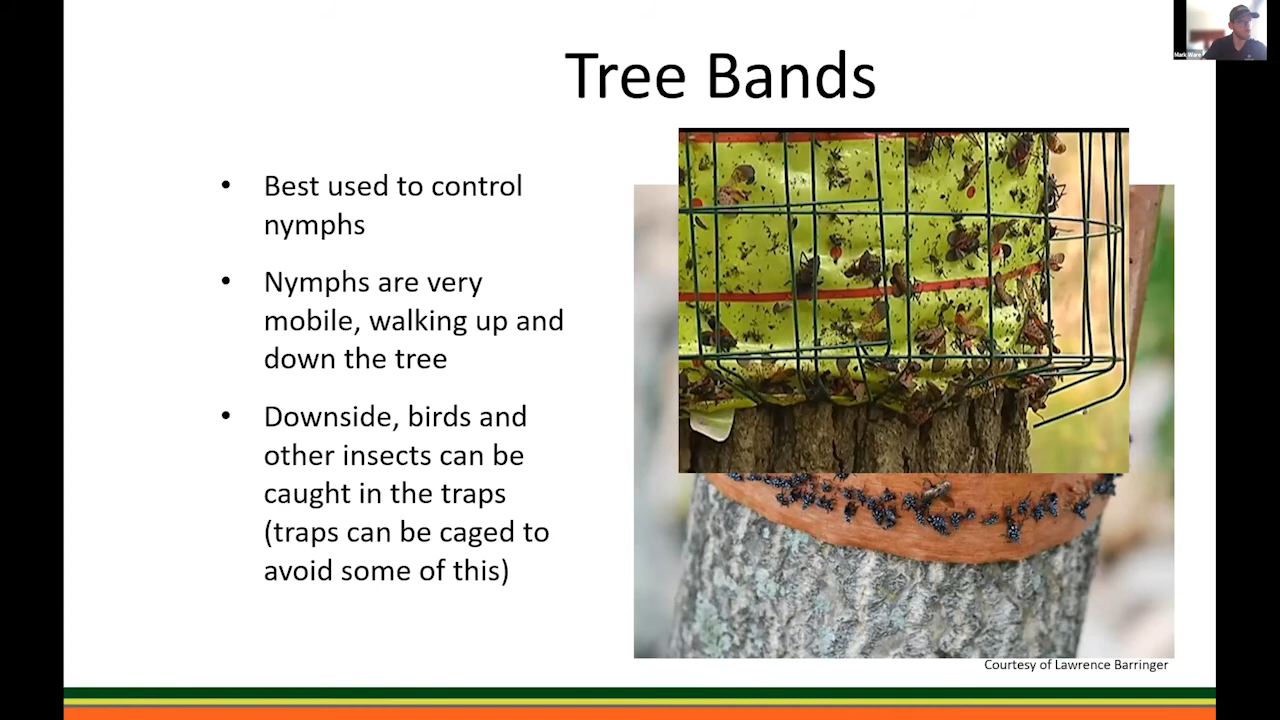 Tree Bands
Mark Ware
• Best used to control
nymphs
• Nymphs are very
mobile, walking up and
down the tree
• Downside, birds and
other insects can be
caught in the traps
(traps can be caged to
avoid some of this)
Courtesy of Lawrence Barringer